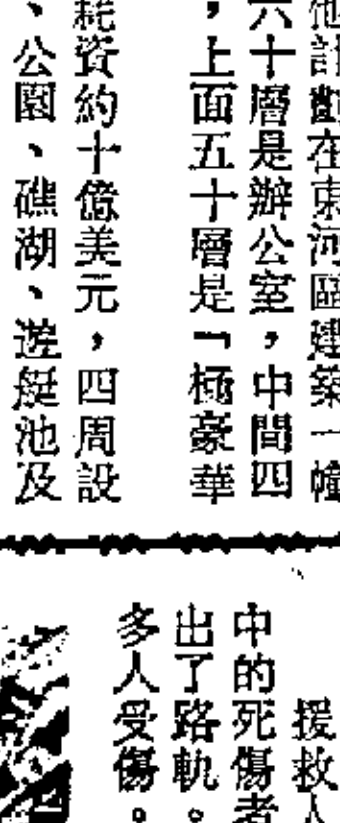 他計劃在東河區建築一幢
六十層是辦公室，中間四
，上面五十層是「極豪華
耗資約十億美元，四周設
、公園、礁湖、遊艇池及
援救人
中的死傷者
出了路軌。
多人受傷。